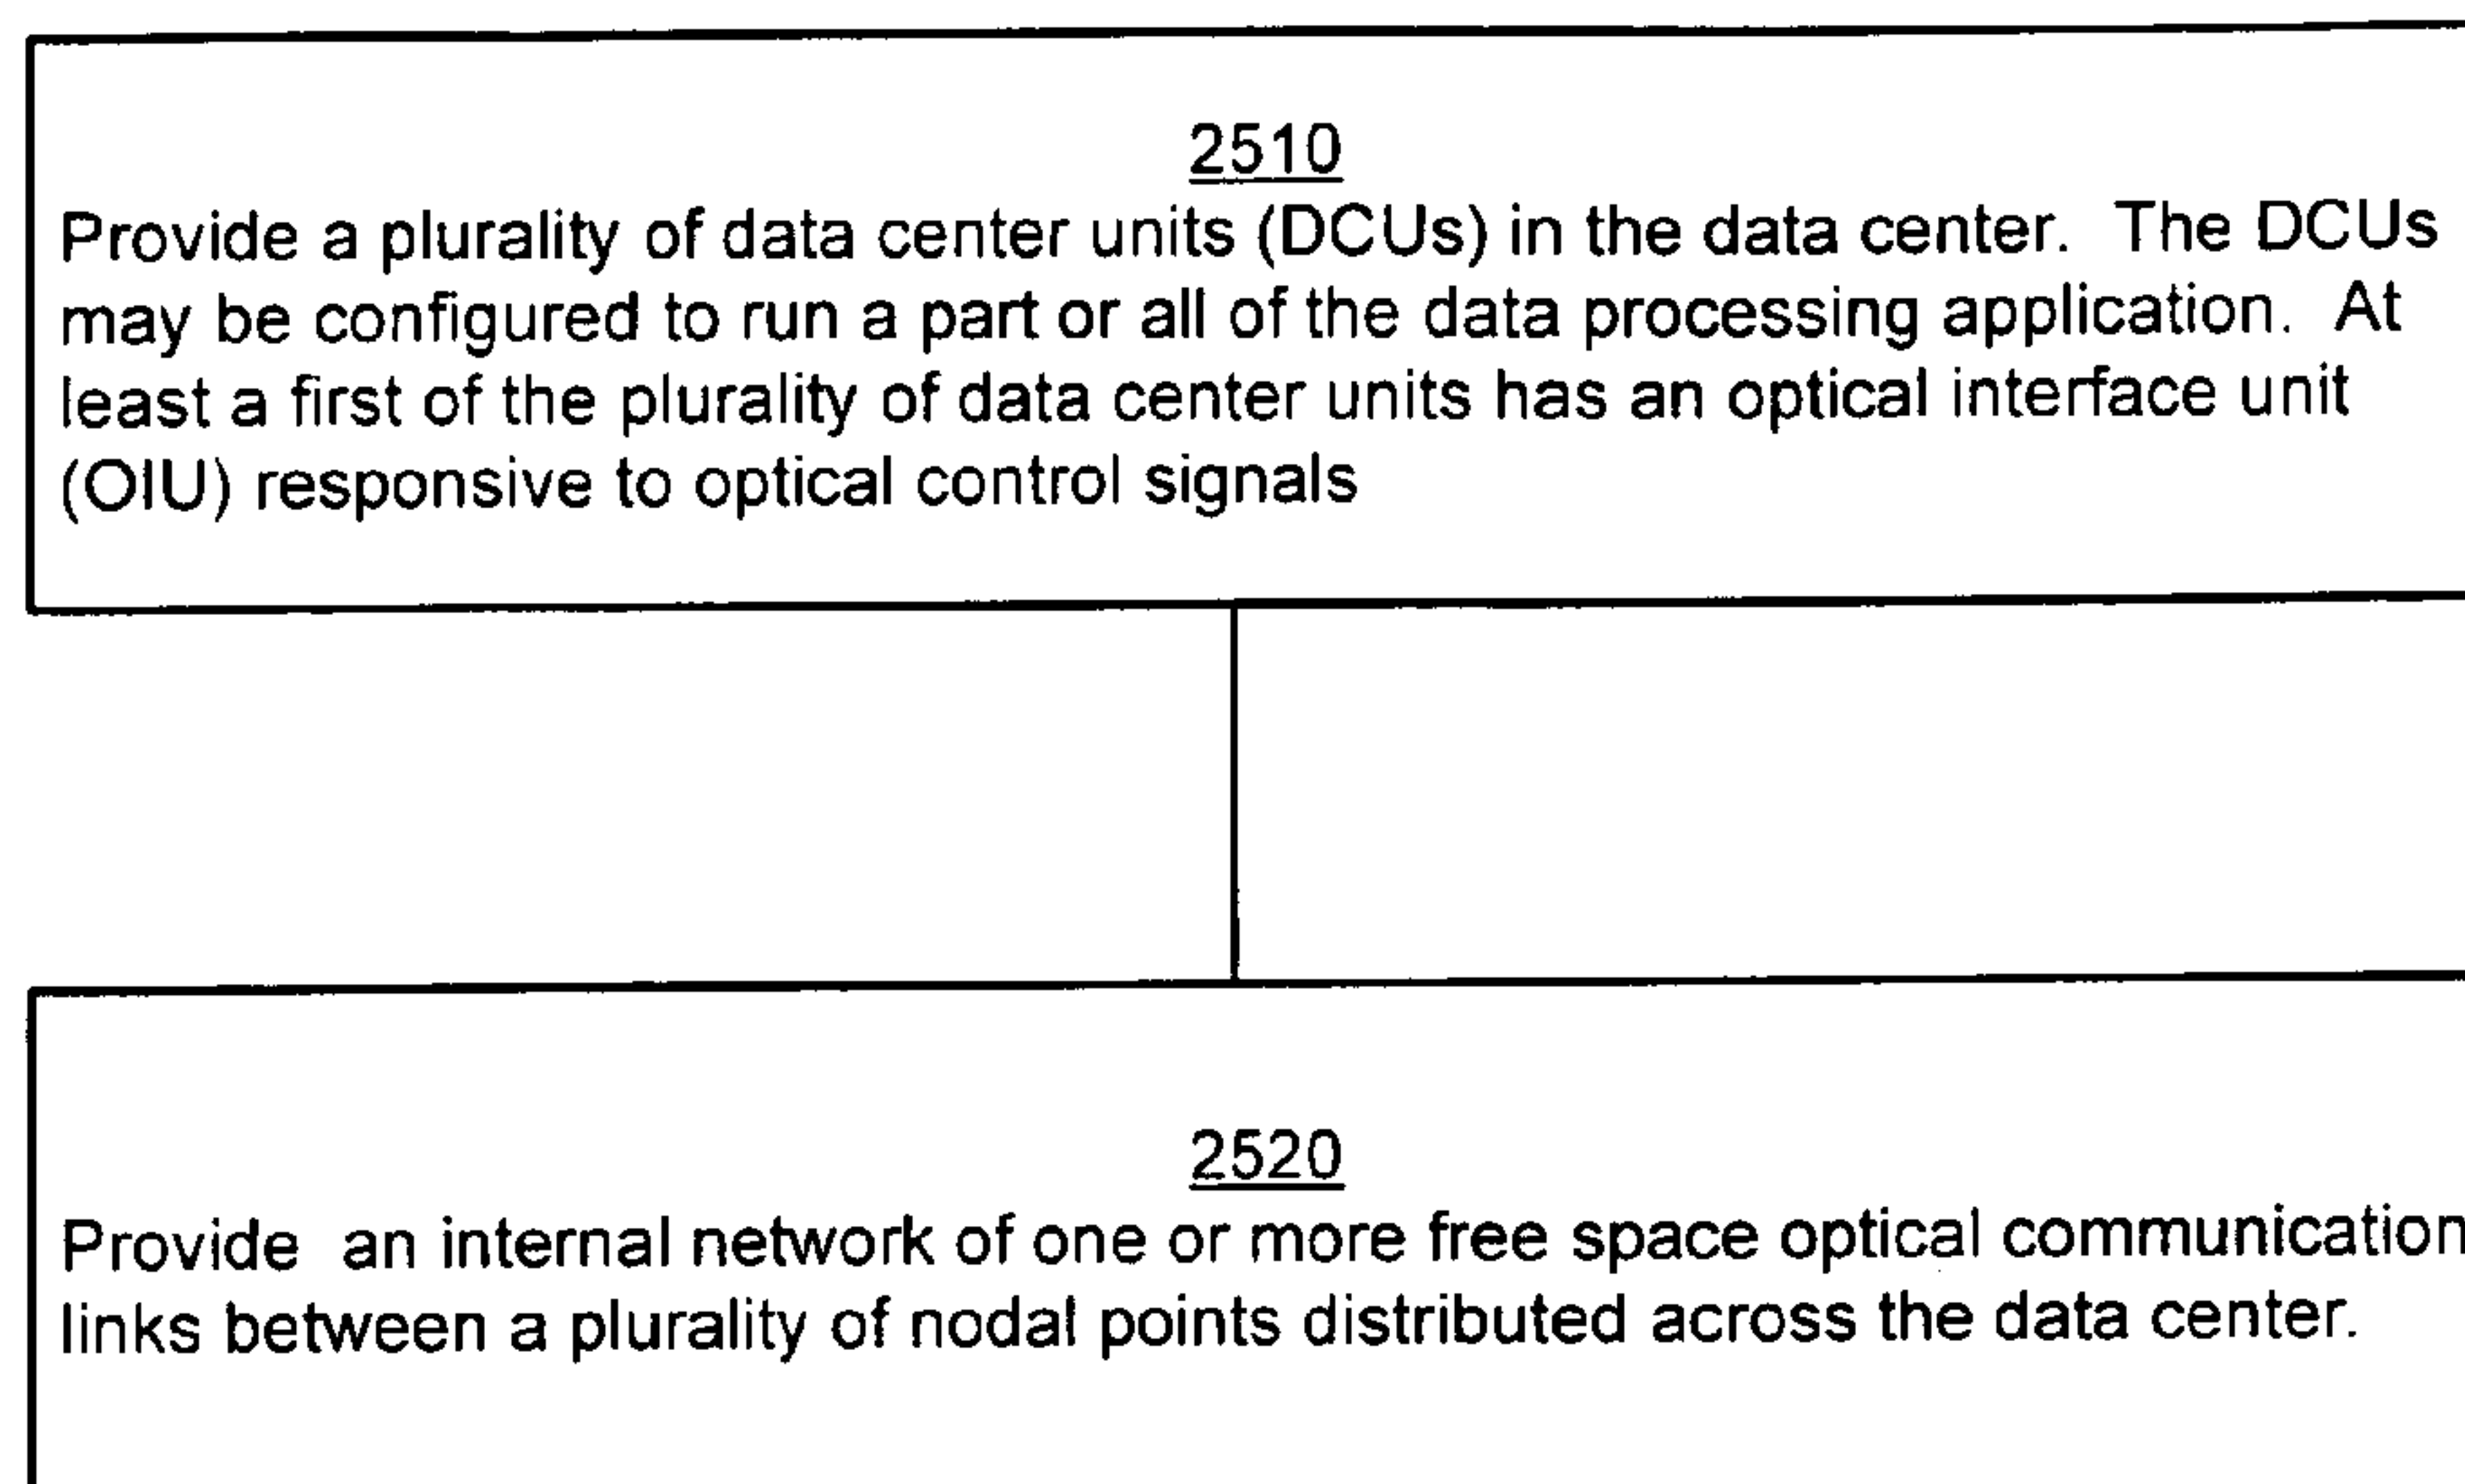 2510
Provide a plurality of data center units (DCUs) in the data center. The DCUs
may be configured to run a part or all of the data processing application. At
least a first of the plurality of data center units has an optical interface unit
(OIU) responsive to optical control signals
2520
Provide an internal network of one or more free space optical communication
links between a plurality of nodal points distributed across the data center.